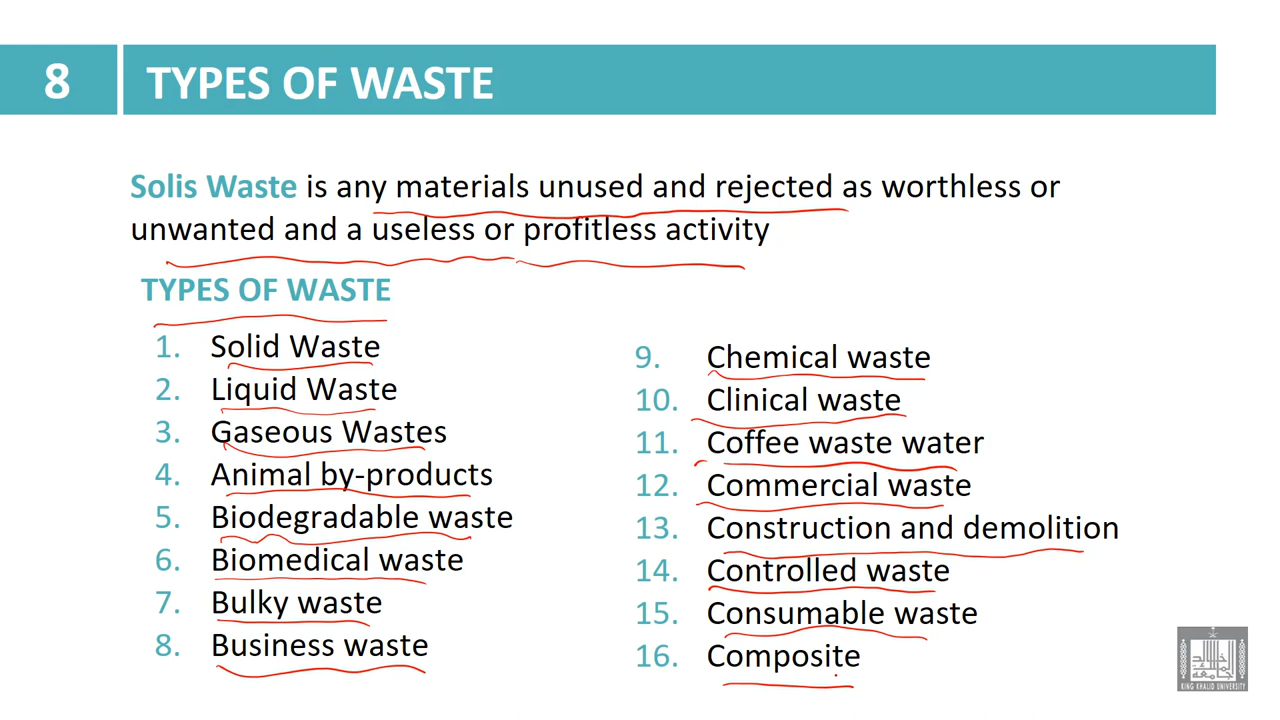 8
TYPES OF WASTE
Solis Waste is any materials unused and rejected as worthless or
unwanted and a useless or profitless activity
TYPES OF WASTE
1. Solid Waste
2. Liquid Waste
3. Gaseous Wastes
4. Animal by-products
5. Biodegradable waste
6. Biomedical waste
7. Bulky waste
8. Business waste
9. Chemical waste
10. Clinical waste
11. Coffee waste water
12. Commercial waste
13. Construction and demolition
14. Controlled waste
15. Consumable waste
16. Composite
KING KHALID UNIVERSITY